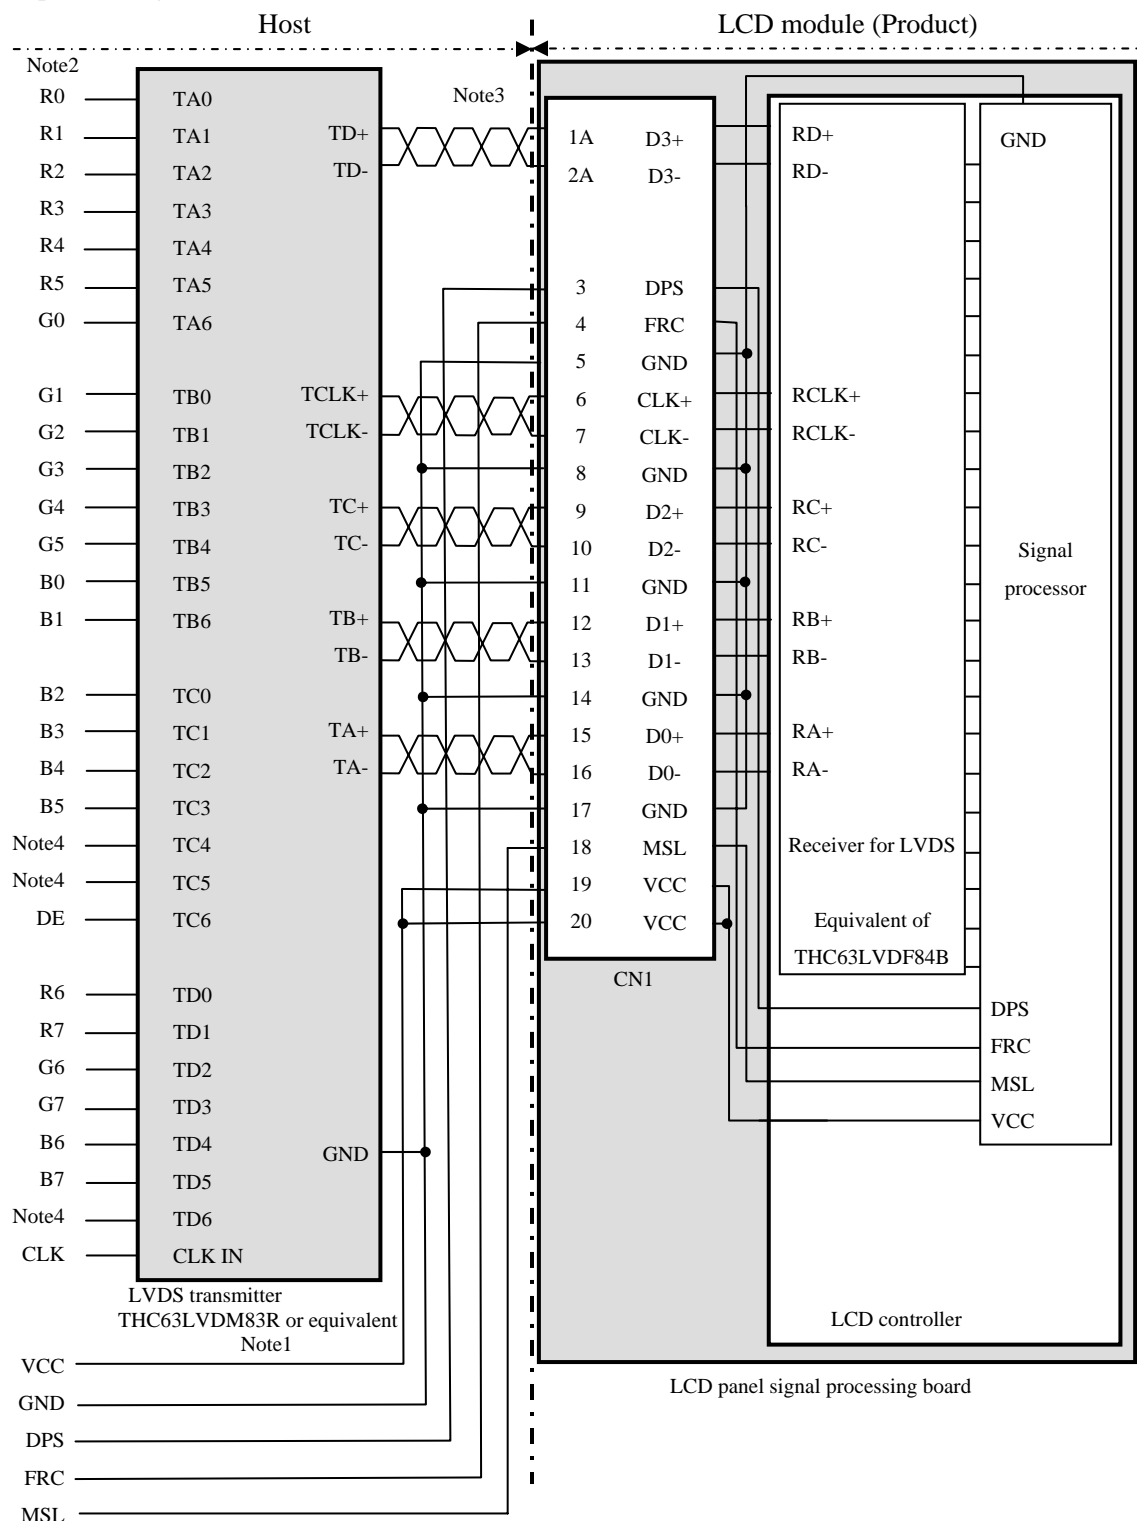 Host
LCD module (Product)
Note2
Note3
R0
R1
R2
R3
R4
R5
G0
G1
G2
G3
G4
G5
B0
B1
B2
B3
B4
B5
Note4
Note4
DE
R6
R7
G6
G7
B6
B7
Note4
CLK
TA0
TA1
TA2
TA3
TA4
TA5
TA6
TB0
TB1
TB2
TB3
TB4
TB5
TB6
TC0
TC1
TC2
TC3
TC4
TC5
TC6
TD0
TD1
TD2
TD3
TD4
TD5
TD6
CLK IN
TD+
TD-
TCLK+
TCLK-
TC+
TC-
TB+
TB-
TA+
TA-
GND
LVDS transmitter
THC63LVDM83R or equivalent
Note1
VCC
GND
DPS
FRC
MSL
1A D3+
2A D3-
3 DPS
4 FRC
5 GND
6 CLK+
7 CLK-
8 GND
9 D2+
10 D2-
11 GND
12 D1+
13 D1-
14 GND
15 D0+
16 D0-
17 GND
18 MSL
19 VCC
20 VCC
CN1
RD+
RD-
RCLK+
RCLK-
RC+
RC-
RB+
RB-
RA+
RA-
Receiver for LVDS
Equivalent of
THC63LVDF84B
GND
Signal
processor
DPS
FRC
MSL
VCC
LCD controller
LCD panel signal processing board